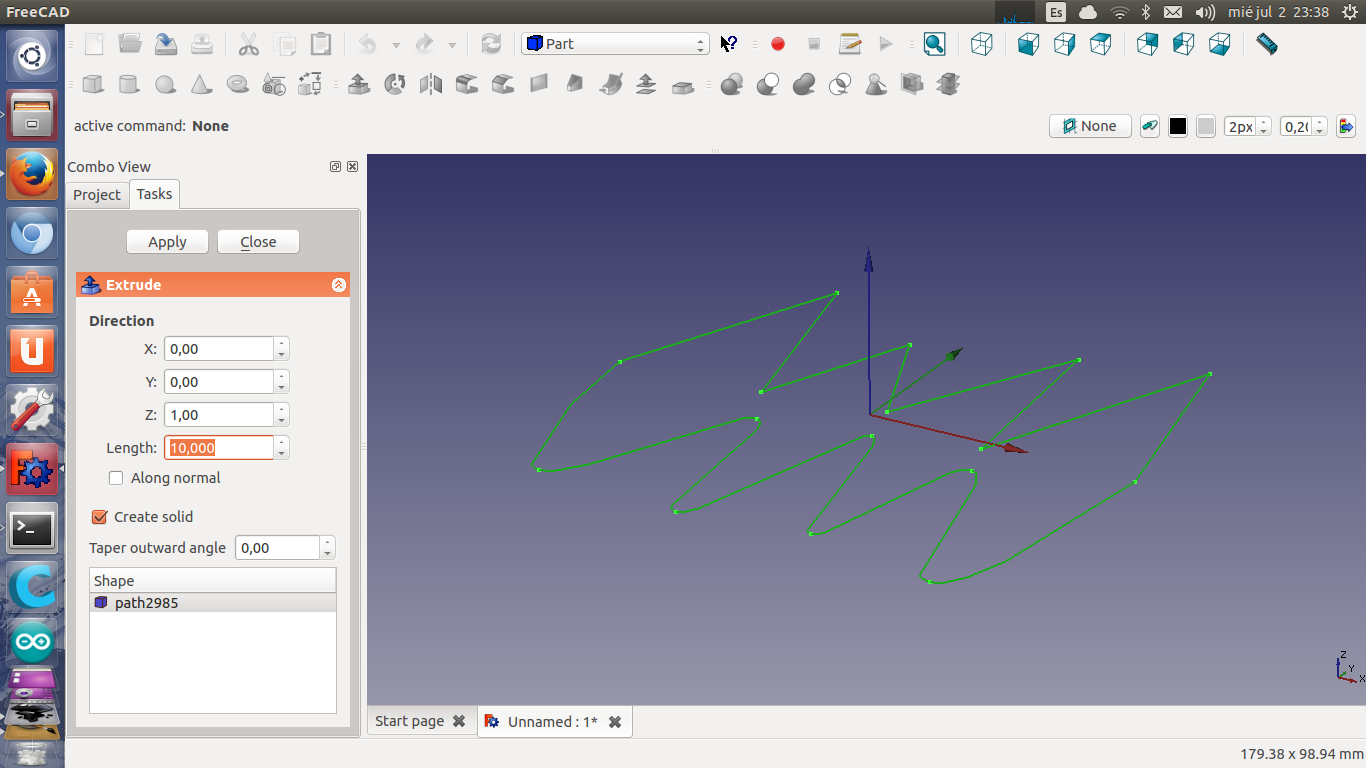 FreeCAD
Es
mié jul 2 23:38
Part
active command: None
None
2px
0,20
Combo View
Project
Tasks
Apply
Close
Extrude
Direction
X: 0,00
Y: 0,00
Z: 1,00
Length: 10,000
Along normal
Create solid
Taper outward angle 0,00
Shape
path2985
Z
Y
X
Start page
Unnamed : 1*
179.38 x 98.94 mm